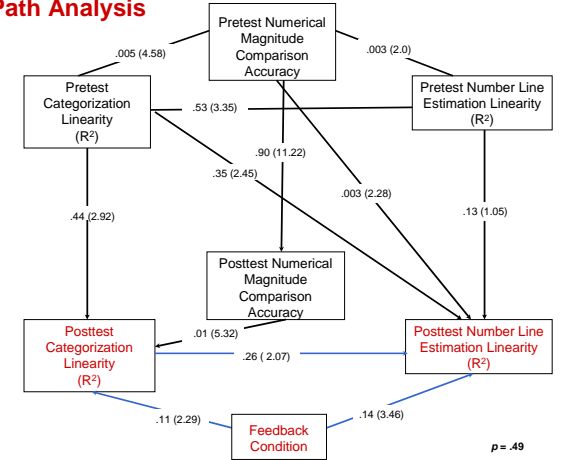 Path Analysis
Pretest Numerical
Magnitude
Comparison
Accuracy
.005 (4.58)
.003 (2.0)
Pretest
Categorization
Linearity
(R²)
Pretest Number Line
Estimation Linearity
(R²)
.53 (3.35)
.90 (11.22)
.35 (2.45)
.003 (2.28)
.44 (2.92)
.13 (1.05)
Posttest Numerical
Magnitude
Comparison
Accuracy
Posttest
Categorization
Linearity
(R²)
.01 (5.32)
.26 ( 2.07)
Posttest Number Line
Estimation Linearity
(R²)
.11 (2.29)
.14 (3.46)
Feedback
Condition
p = .49